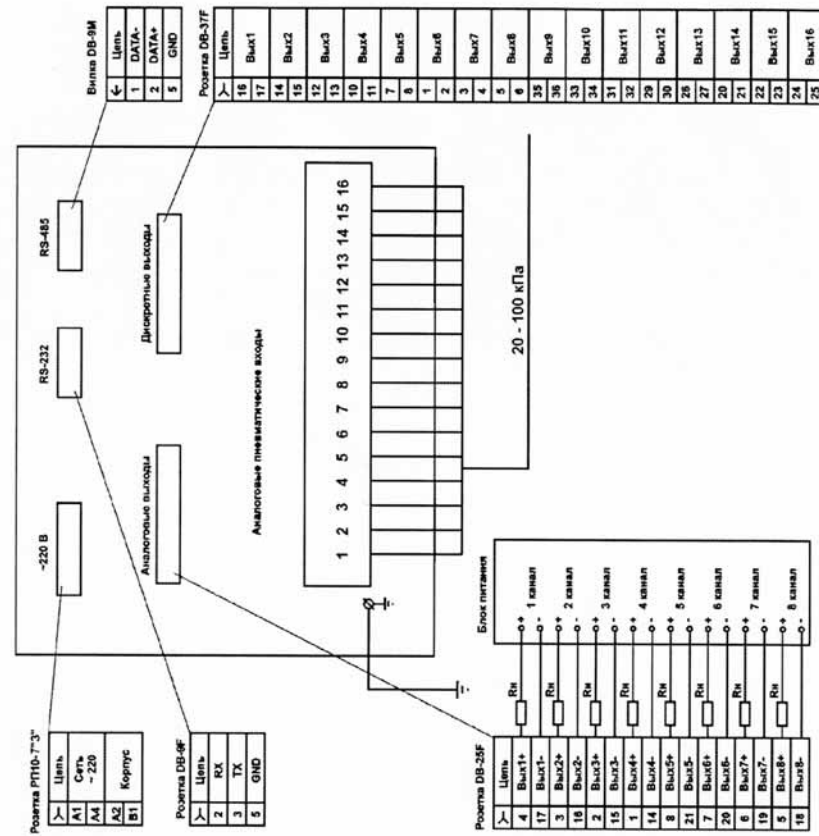 Вилка DB-9M
Цепь
1 DATA-
2 DATA+
5 GND
Розетка DB-37F
Цепь
16 Вых1
17
14 Вых2
15
12 Вых3
13
10 Вых4
11
7 Вых5
8
1 Вых6
2
3 Вых7
4
5 Вых8
6
35 Вых9
36
33 Вых10
34
31 Вых11
32
29 Вых12
30
26 Вых13
27
20 Вых14
21
22 Вых15
23
24 Вых16
25
~220 В
RS-232
RS-485
Аналоговые выходы
Дискретные выходы
Аналоговые пневматические входы
1 2 3 4 5 6 7 8 9 10 11 12 13 14 15 16
20 - 100 кПа
Розетка РП10-7"З"
Цепь
A1 Сеть
A4 ~ 220
A2 Корпус
B1
Розетка DB-9F
Цепь
2 RX
3 TX
5 GND
Розетка DB-25F
Цепь
4 Вых1+
17 Вых1-
3 Вых2+
16 Вых2-
2 Вых3+
15 Вых3-
1 Вых4+
14 Вых4-
8 Вых5+
21 Вых5-
7 Вых6+
20 Вых6-
6 Вых7+
19 Вых7-
5 Вых8+
18 Вых8-
Rн
Rн
Rн
Rн
Rн
Rн
Rн
Rн
Блок питания
+
1 канал
-
+
2 канал
-
+
3 канал
-
+
4 канал
-
+
5 канал
-
+
6 канал
-
+
7 канал
-
+
8 канал
-